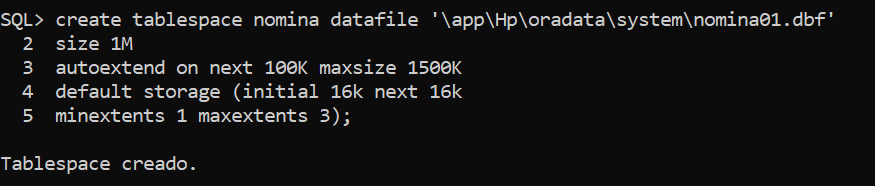 SQL> create tablespace nomina datafile '\app\Hp\oradata\system\nomina01.dbf'
  2  size 1M
  3  autoextend on next 100K maxsize 1500K
  4  default storage (initial 16k next 16k
  5  minextents 1 maxextents 3);

Tablespace creado.